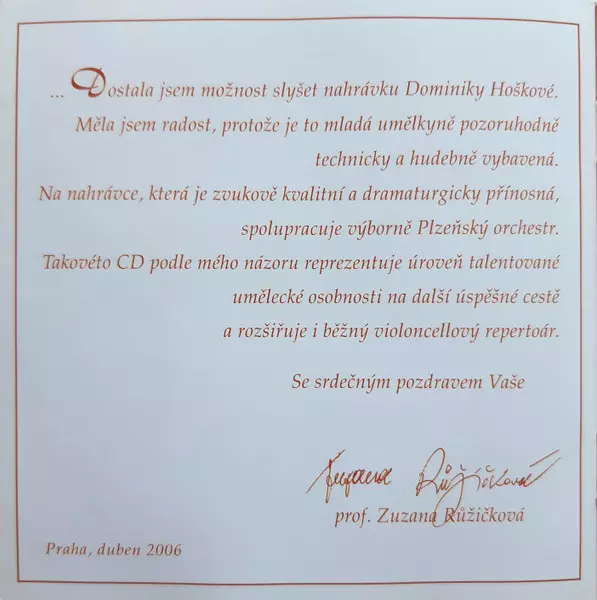 ... Dostala jsem možnost slyšet nahrávku Dominiky Hoškové.
Měla jsem radost, protože je to mladá umělkyně pozoruhodně
technicky a hudebně vybavená.
Na nahrávce, která je zvukově kvalitní a dramaturgicky přínosná,
spolupracuje výborně Plzeňský orchestr.
Takovéto CD podle mého názoru reprezentuje úroveň talentované
umělecké osobnosti na další úspěšné cestě
a rozšiřuje i běžný violoncellový repertoár.
Se srdečným pozdravem Vaše
Zuzana Růžičková
prof. Zuzana Růžičková
Praha, duben 2006